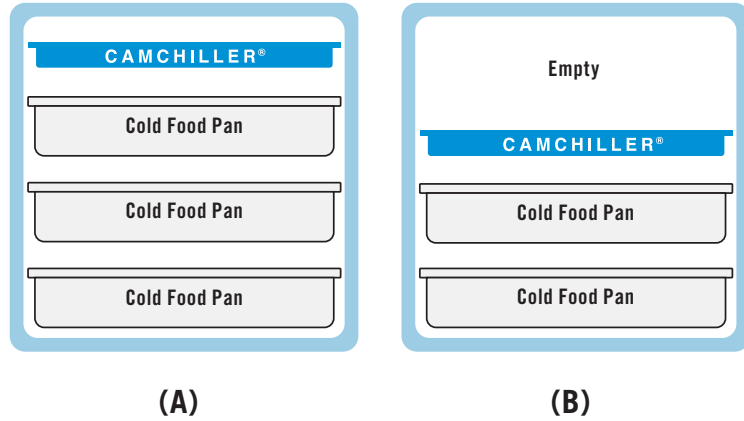 CAMCHILLER®
Cold Food Pan
Cold Food Pan
Cold Food Pan
(A)
Empty
CAMCHILLER®
Cold Food Pan
Cold Food Pan
(B)